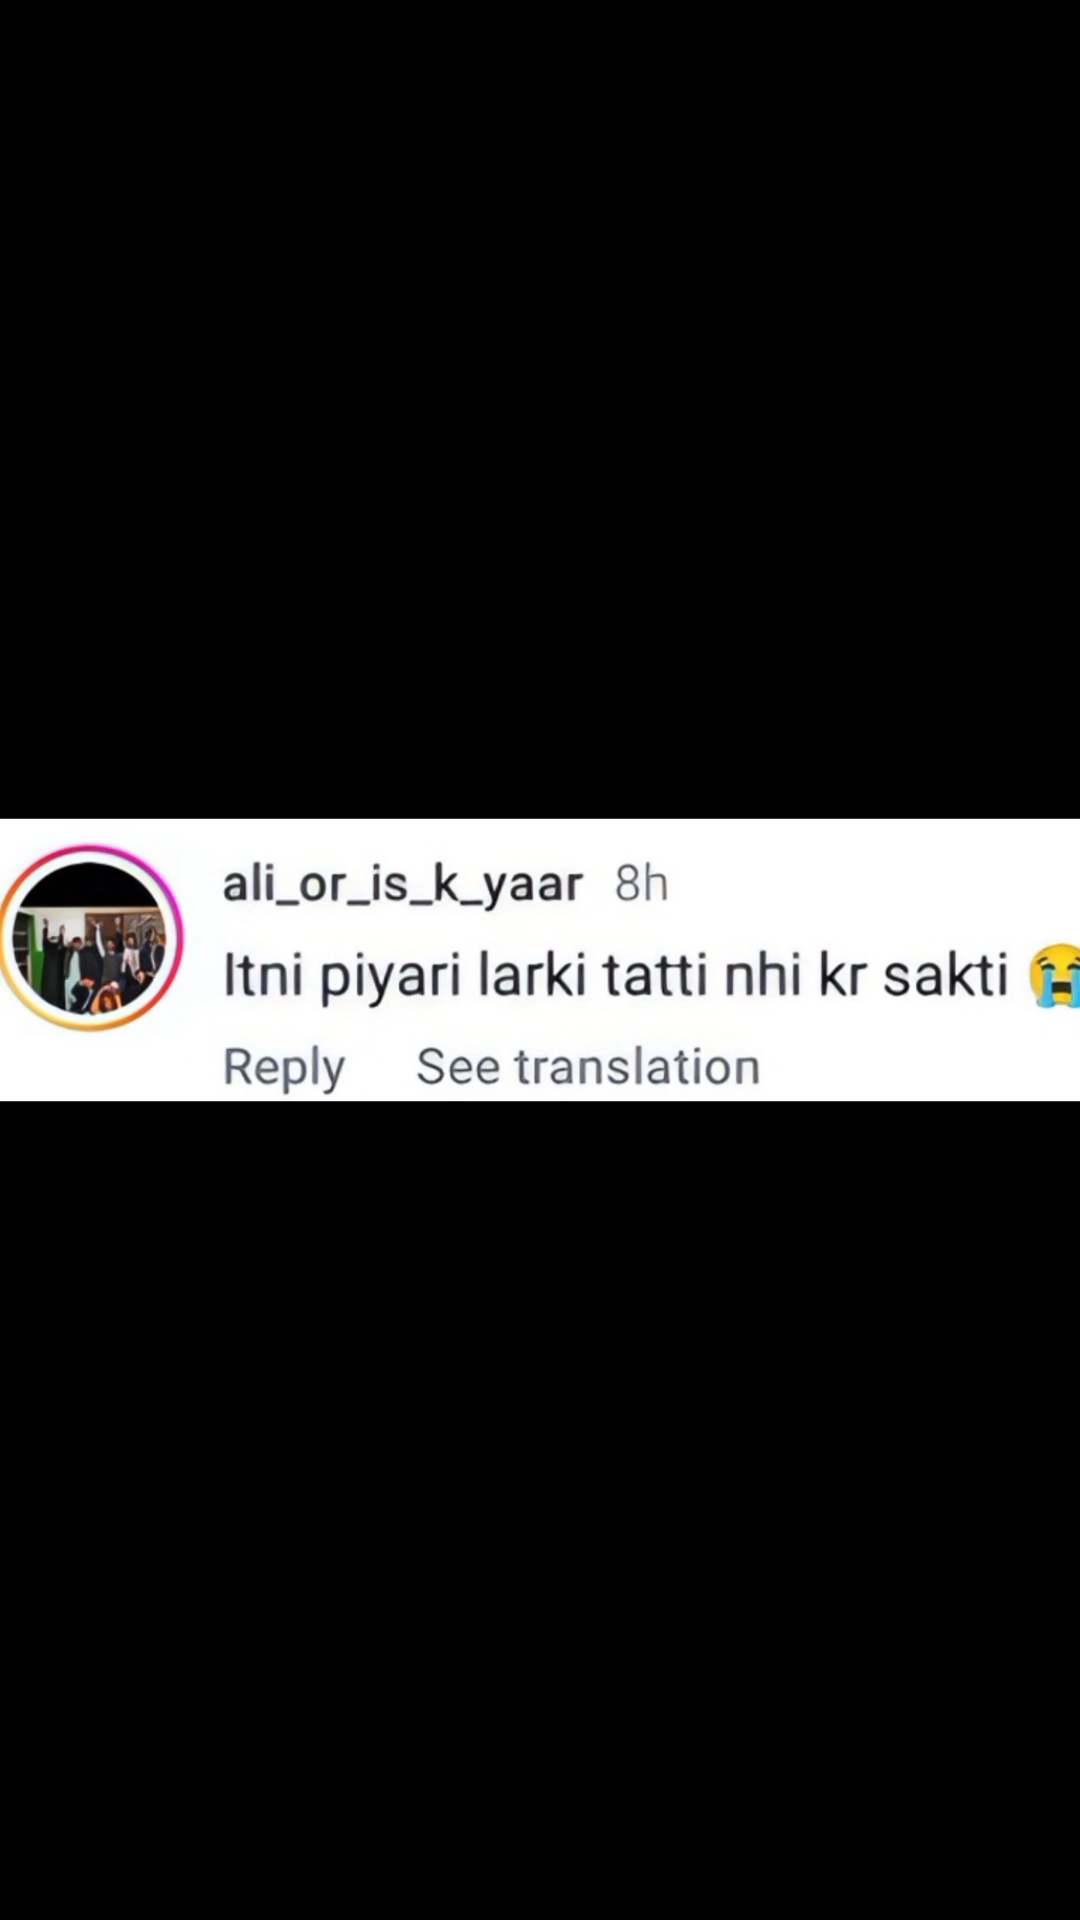 ali_or_is_k_yaar 8h
Itni piyari larki tatti nhi kr sakti 😭
Reply See translation